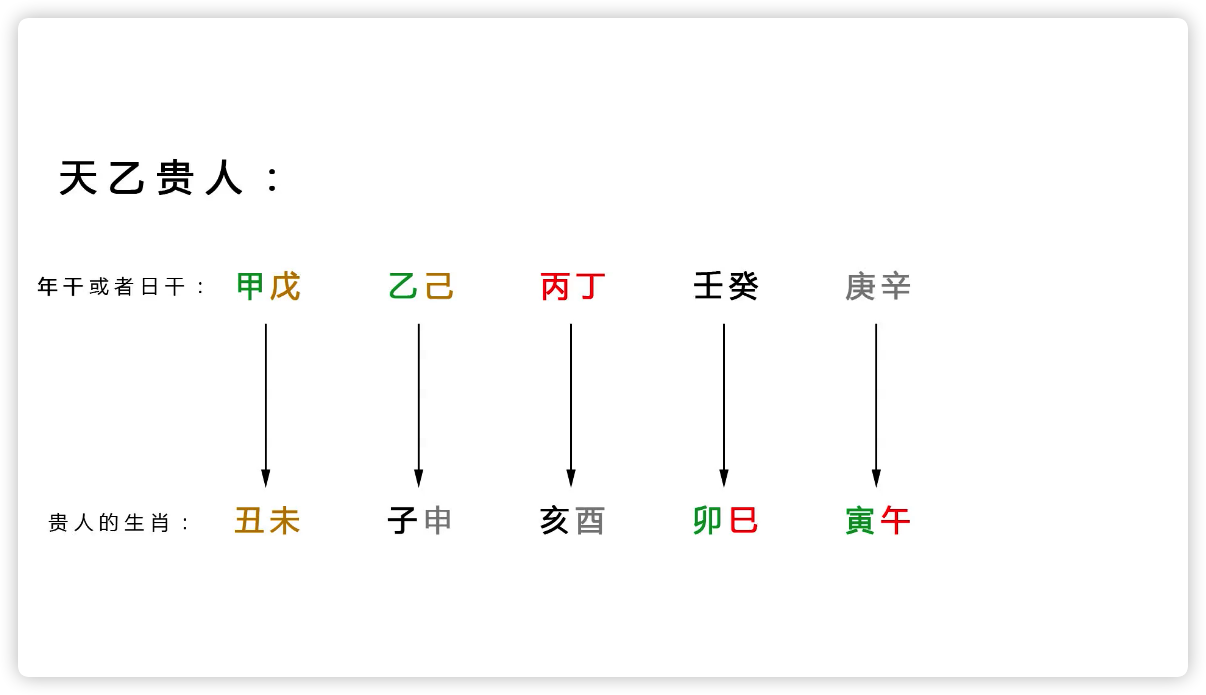 天乙贵人：
年干或者日干： 甲戊 乙己 丙丁 壬癸 庚辛
贵人的生肖： 丑未 子申 亥酉 卯巳 寅午